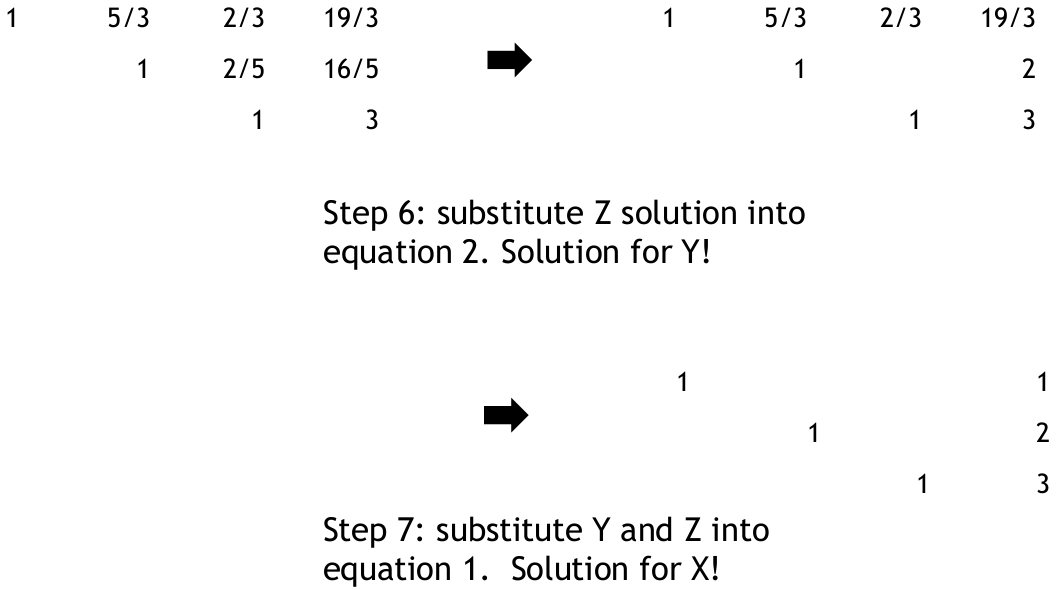 1 5/3 2/3 19/3 1 5/3 2/3 19/3
1 2/5 16/5 1 2
1 3 1 3
Step 6: substitute Z solution into
equation 2. Solution for Y!
1 1
1 2
1 3
Step 7: substitute Y and Z into
equation 1. Solution for X!